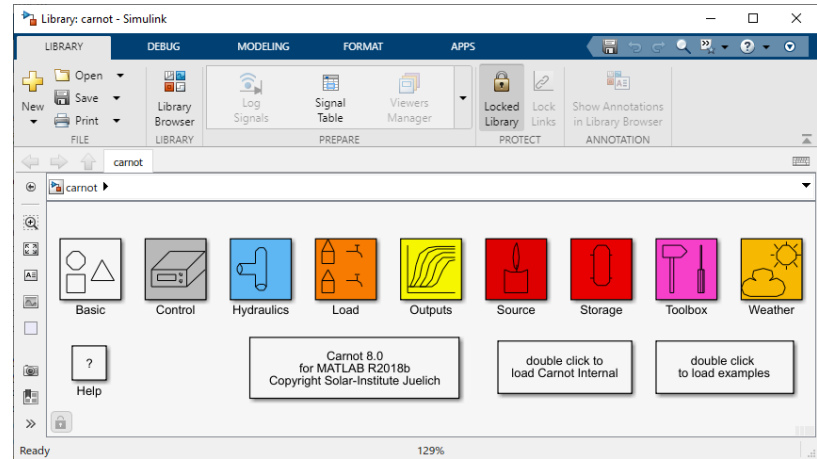 Library: carnot - Simulink
LIBRARY DEBUG MODELING FORMAT APPS
New
Open
Save
Print
FILE
Library
Browser
LIBRARY
Log
Signals
Signal
Table
Viewers
Manager
PREPARE
Locked
Library
Lock
Links
PROTECT
Show Annotations
in Library Browser
ANNOTATION
carnot
carnot
Basic Control Hydraulics Load Outputs Source Storage Toolbox Weather
?
Help
Carnot 8.0
for MATLAB R2018b
Copyright Solar-Institute Juelich
double click to
load Carnot Internal
double click
to load examples
Ready 129%